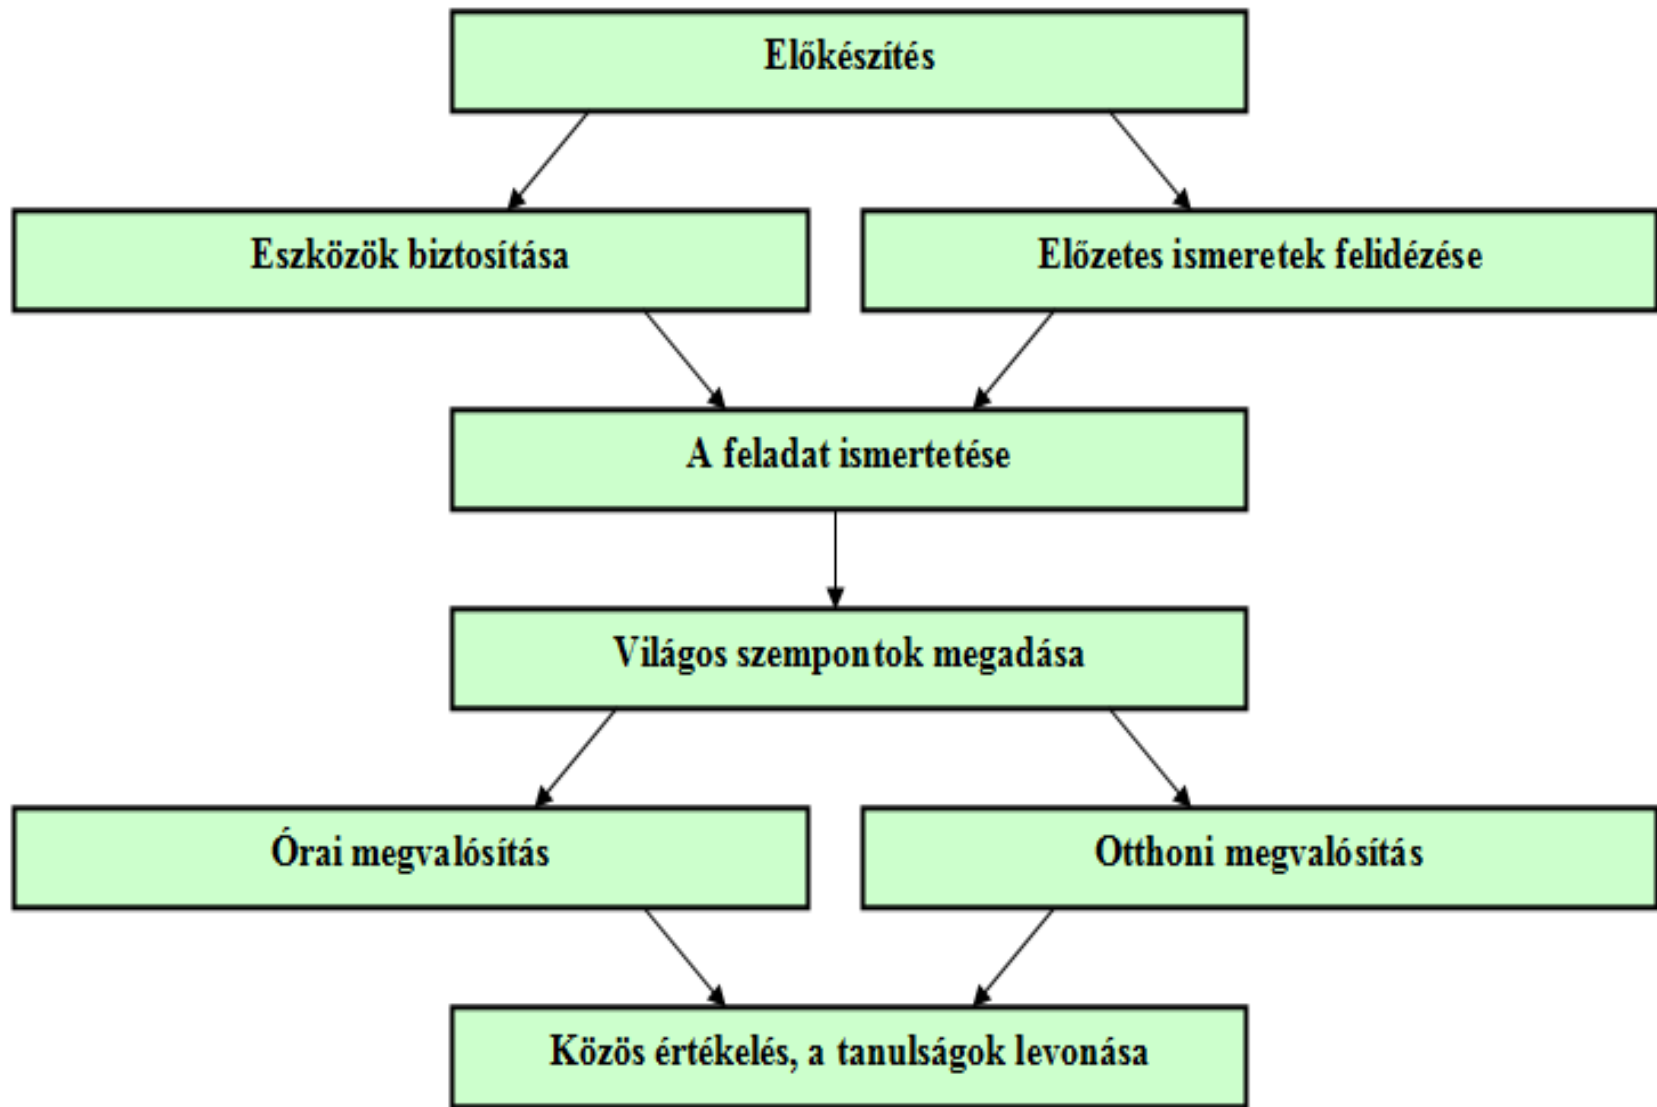 Előkészítés
Eszközök biztosítása
Előzetes ismeretek felidézése
A feladat ismertetése
Világos szempontok megadása
Órai megvalósítás
Otthoni megvalósítás
Közös értékelés, a tanulságok levonása